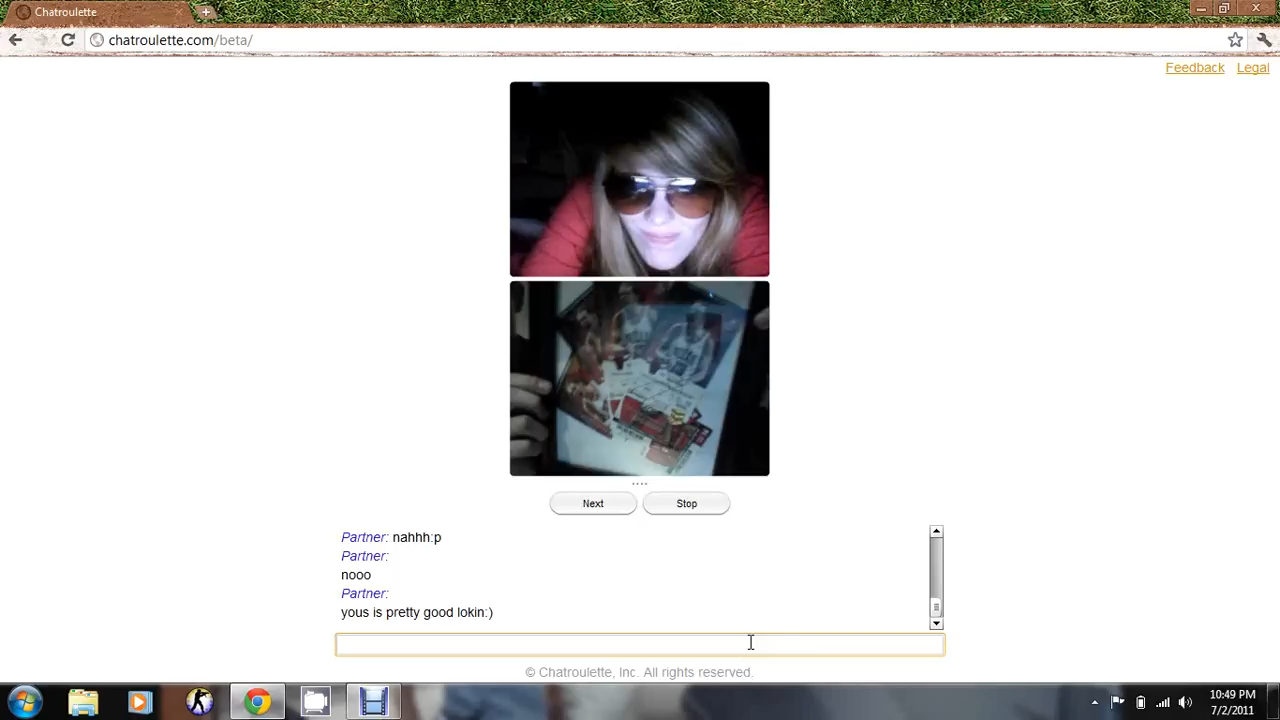 Chatroulette
chatroulette.com/beta/
Feedback Legal
Next Stop
Partner: nahhh:p
Partner:
nooo
Partner:
yous is pretty good lokin:)
© Chatroulette, Inc. All rights reserved.
10:49 PM
7/2/2011